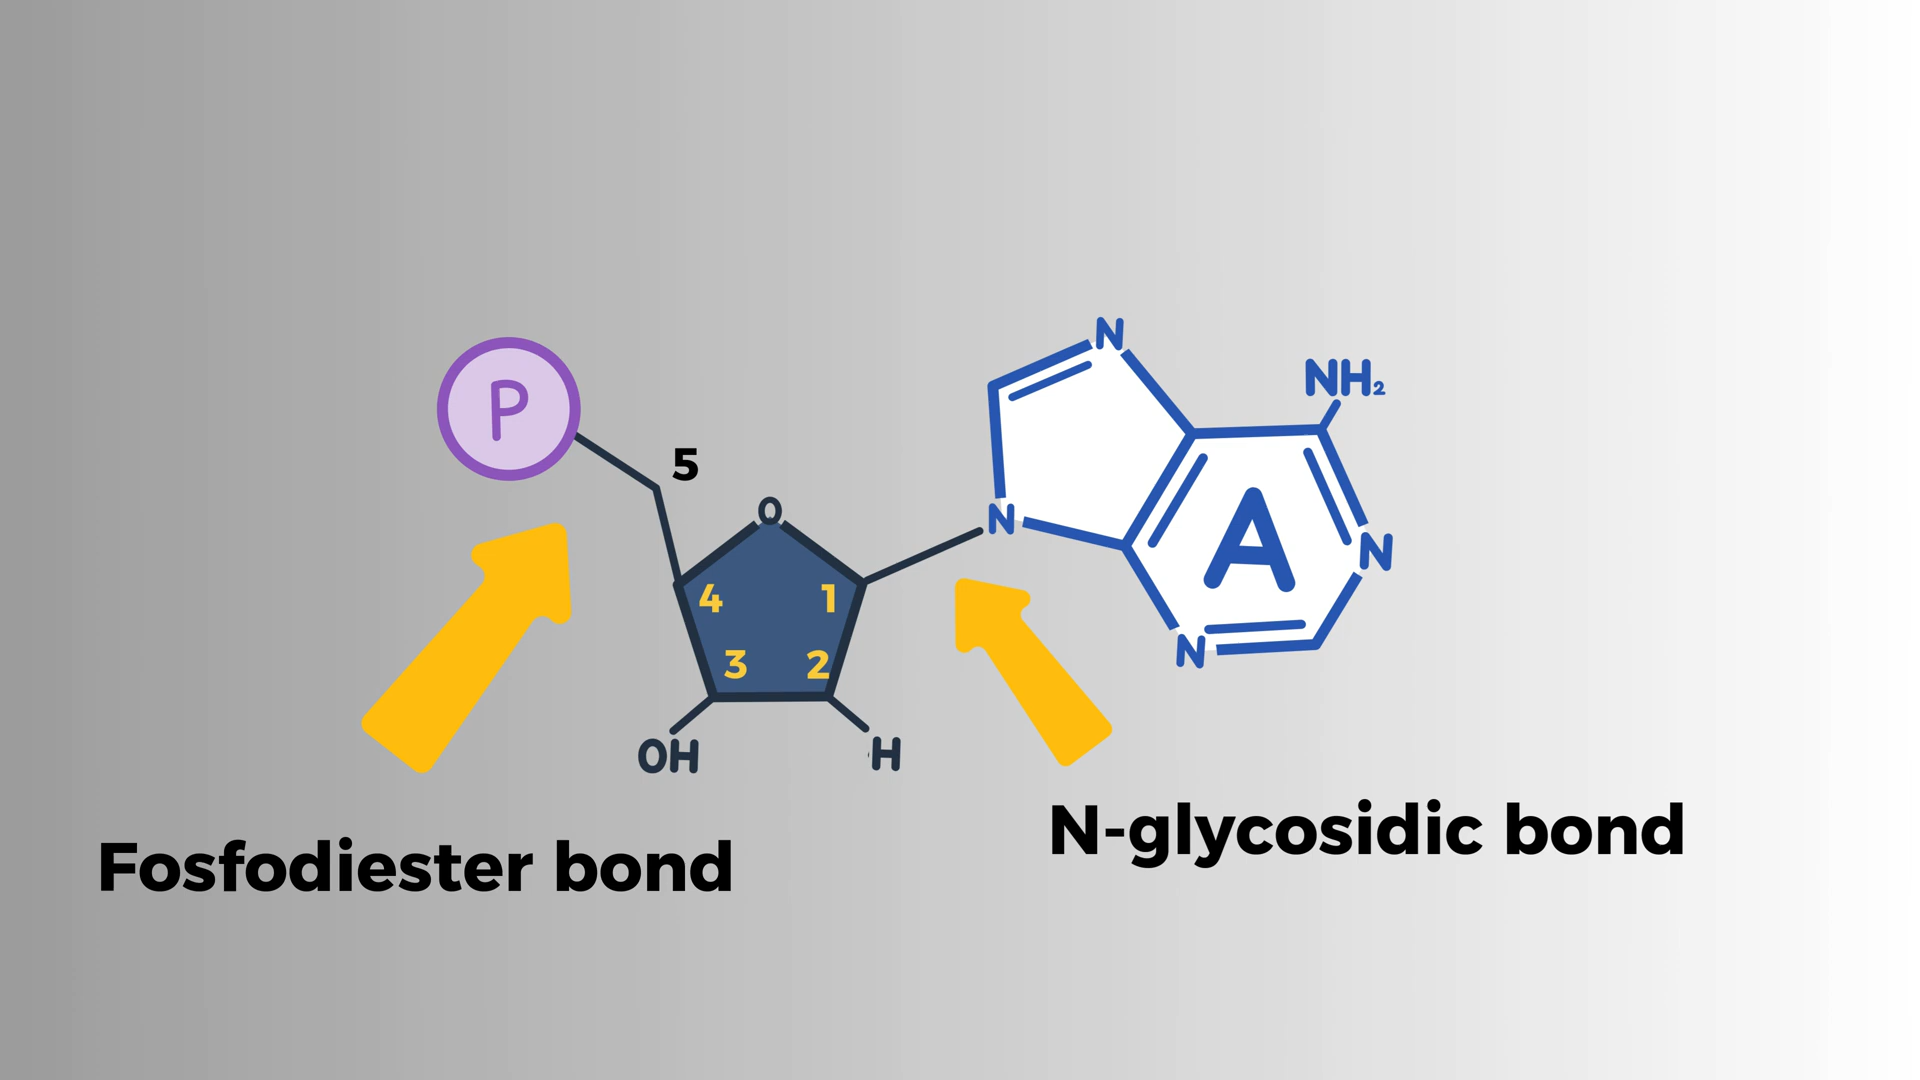 N
NH₂
P
5
O
N
A
N
4
1
3
2
N
OH
H
N-glycosidic bond
Fosfodiester bond